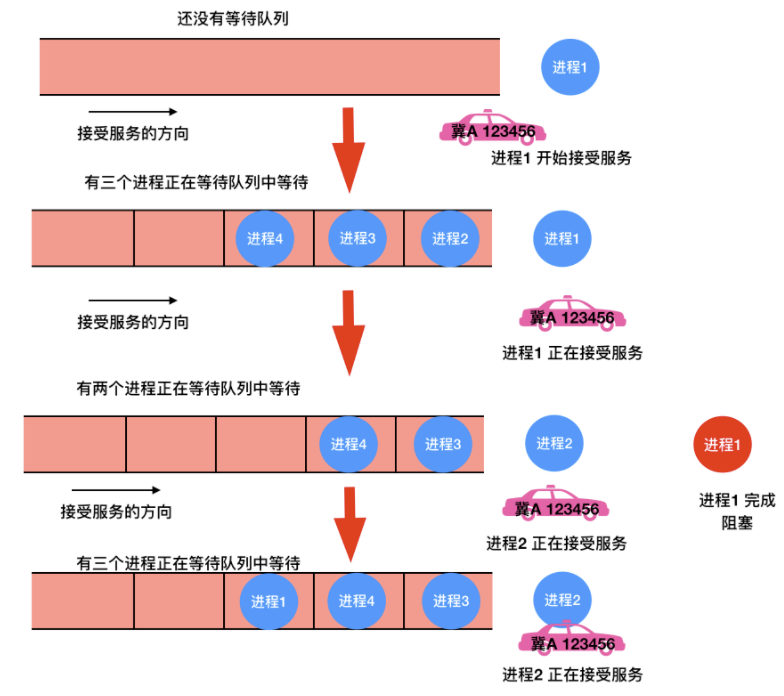 还没有等待队列
进程1
接受服务的方向
冀A 123456
进程1 开始接受服务
有三个进程正在等待队列中等待
进程4
进程3
进程2
进程1
接受服务的方向
冀A 123456
进程1 正在接受服务
有两个进程正在等待队列中等待
进程4
进程3
进程2
进程1
接受服务的方向
冀A 123456
进程1 完成
阻塞
进程2 正在接受服务
有三个进程正在等待队列中等待
进程1
进程4
进程3
进程2
冀A 123456
进程2 正在接受服务